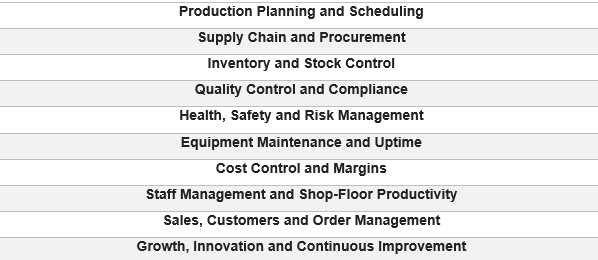 Production Planning and Scheduling
Supply Chain and Procurement
Inventory and Stock Control
Quality Control and Compliance
Health, Safety and Risk Management
Equipment Maintenance and Uptime
Cost Control and Margins
Staff Management and Shop-Floor Productivity
Sales, Customers and Order Management
Growth, Innovation and Continuous Improvement